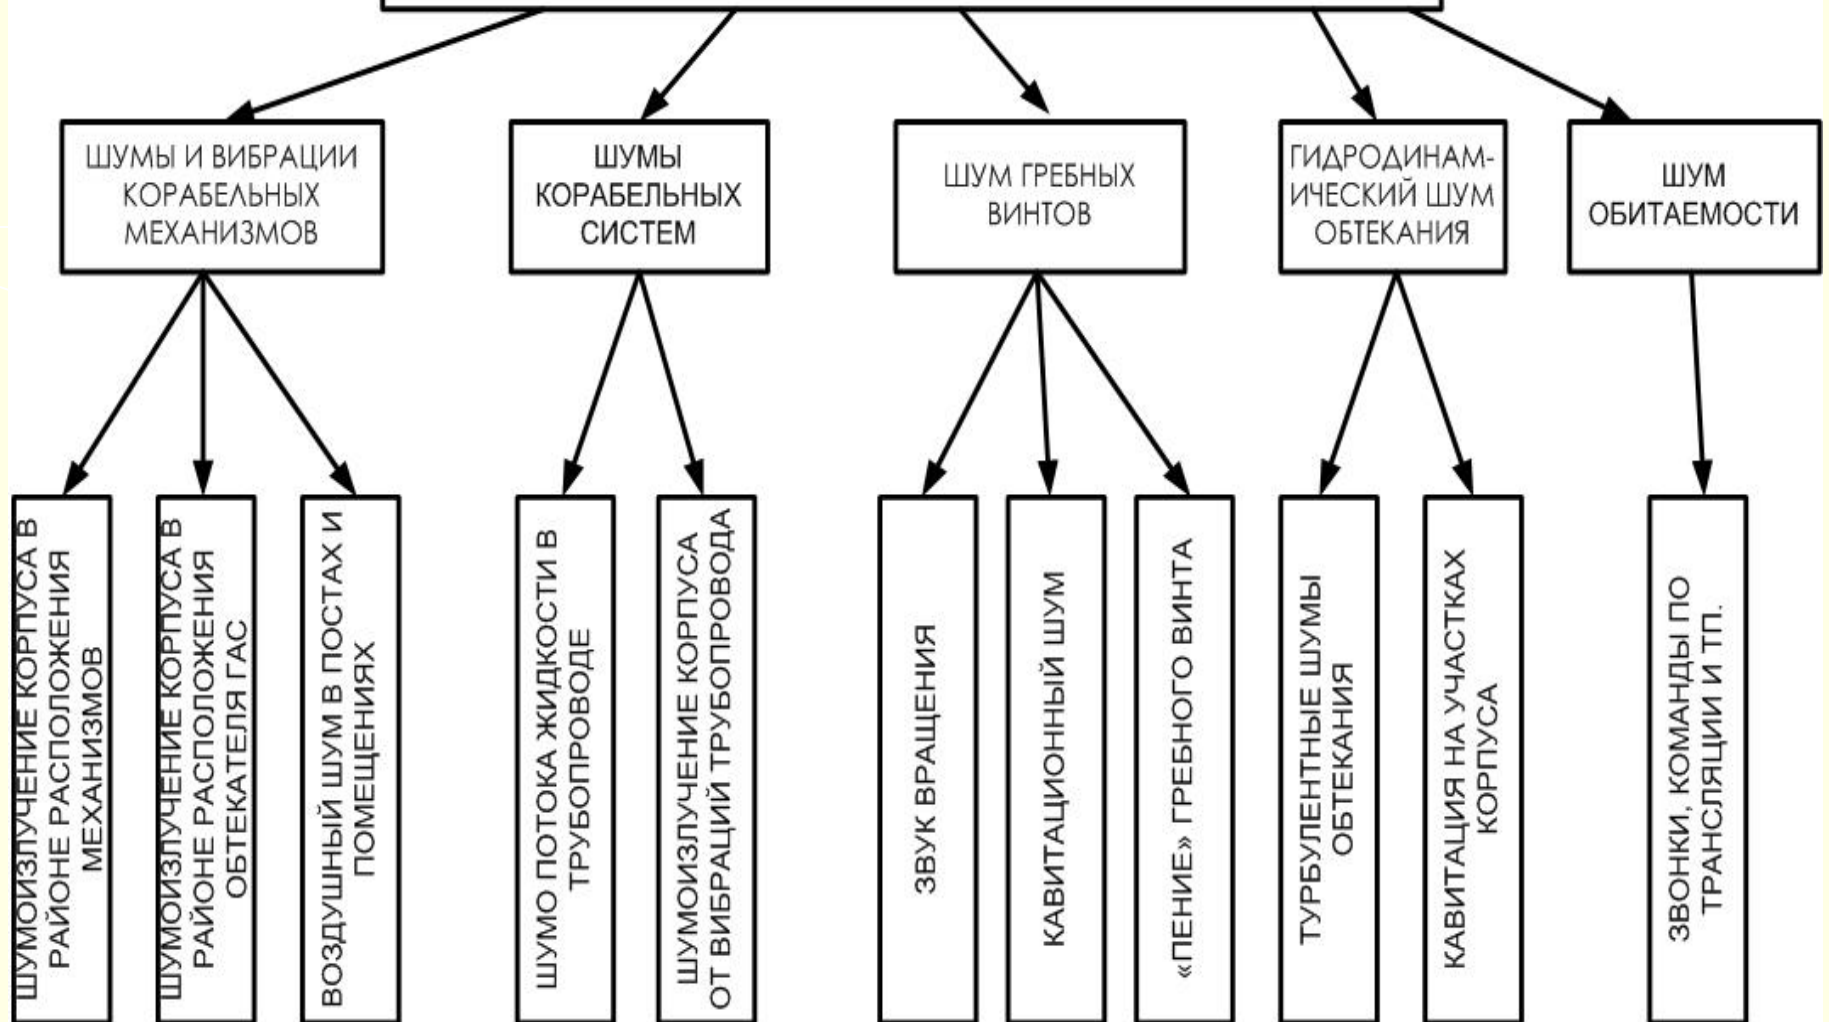 ШУМЫ И ВИБРАЦИИ
КОРАБЕЛЬНЫХ
МЕХАНИЗМОВ
ШУМЫ
КОРАБЕЛЬНЫХ
СИСТЕМ
ШУМ ГРЕБНЫХ
ВИНТОВ
ГИДРОДИНАМ-
ИЧЕСКИЙ ШУМ
ОБТЕКАНИЯ
ШУМ
ОБИТАЕМОСТИ
ШУМОИЗЛУЧЕНИЕ КОРПУСА В
РАЙОНЕ РАСПОЛОЖЕНИЯ
МЕХАНИЗМОВ
ШУМОИЗЛУЧЕНИЕ КОРПУСА В
РАЙОНЕ РАСПОЛОЖЕНИЯ
ОБТЕКАТЕЛЯ ГАС
ВОЗДУШНЫЙ ШУМ В ПОСТАХ И
ПОМЕЩЕНИЯХ
ШУМО ПОТОКА ЖИДКОСТИ В
ТРУБОПРОВОДЕ
ШУМОИЗЛУЧЕНИЕ КОРПУСА
ОТ ВИБРАЦИЙ ТРУБОПРОВОДА
ЗВУК ВРАЩЕНИЯ
КАВИТАЦИОННЫЙ ШУМ
«ПЕНИЕ» ГРЕБНОГО ВИНТА
ТУРБУЛЕНТНЫЕ ШУМЫ
ОБТЕКАНИЯ
КАВИТАЦИЯ НА УЧАСТКАХ
КОРПУСА
ЗВОНКИ, КОМАНДЫ ПО
ТРАНСЛЯЦИИ И ТП.